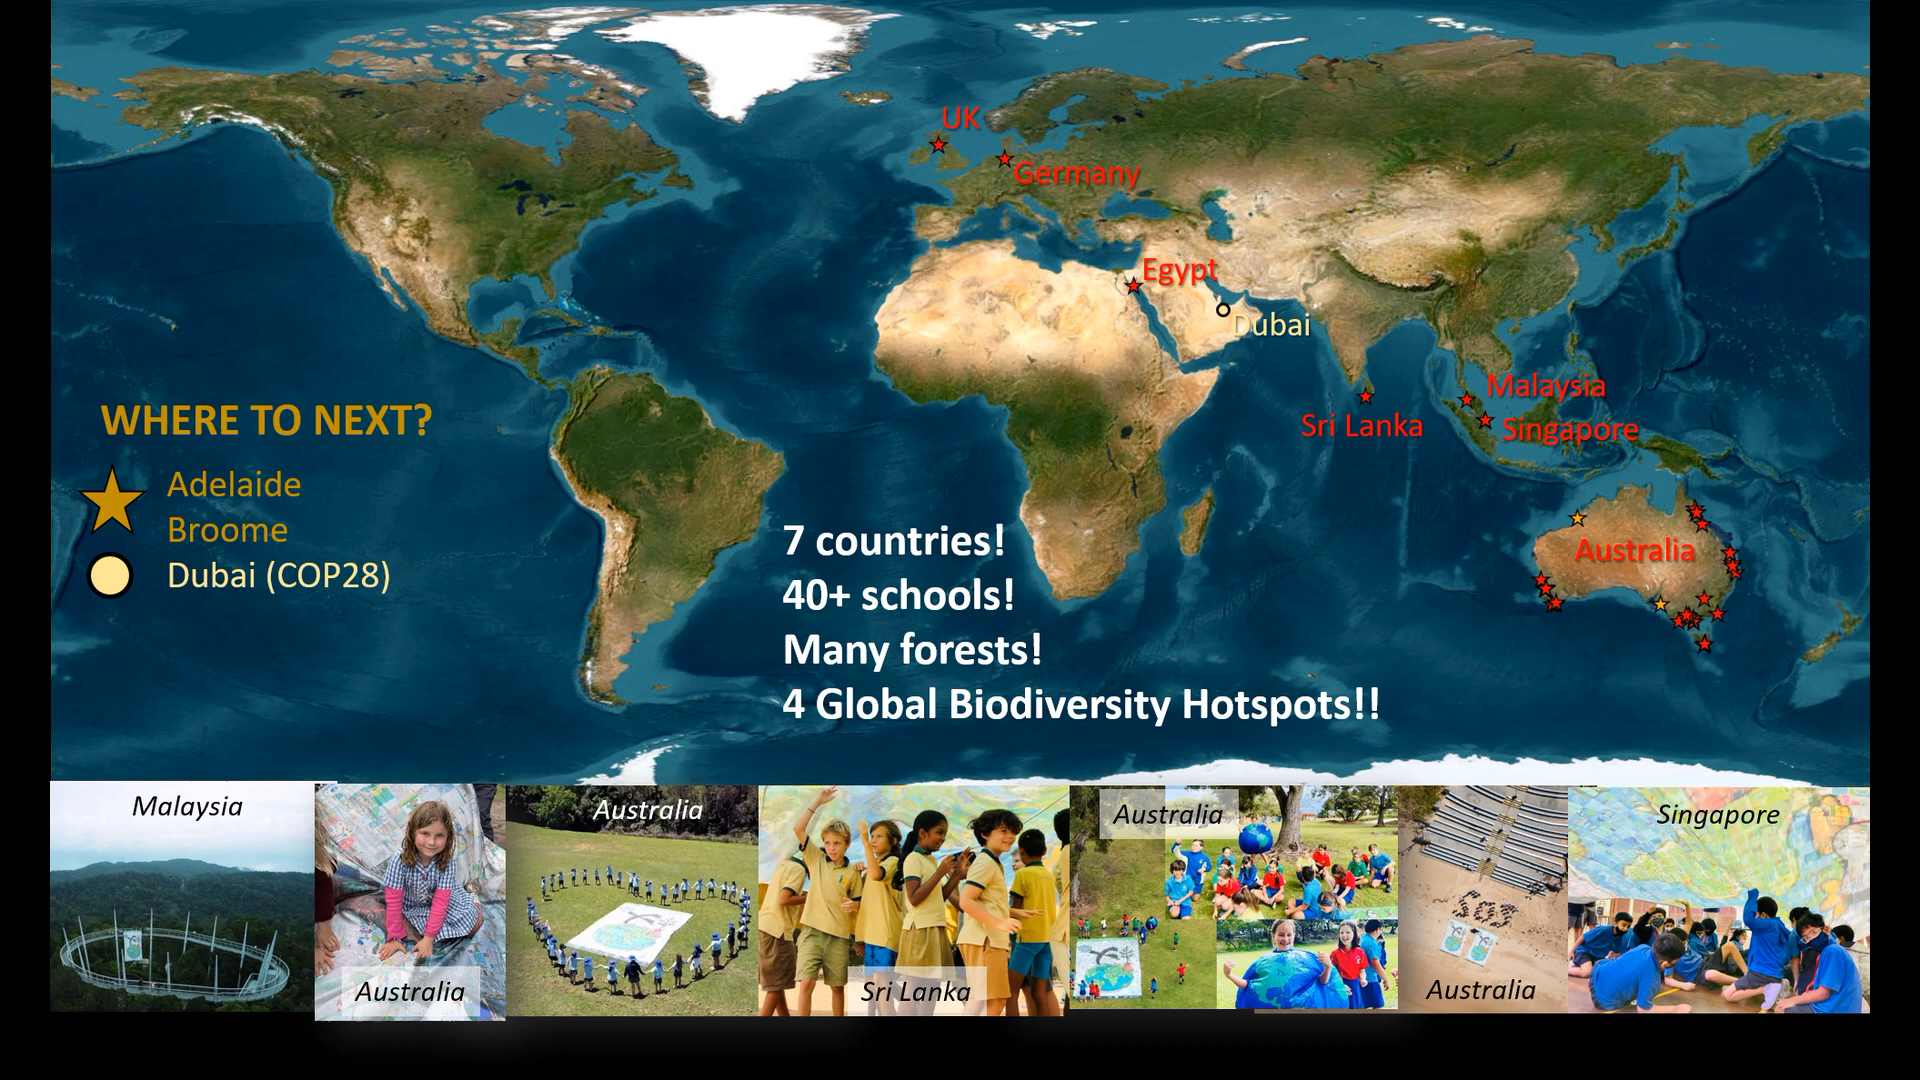 UK
Germany
Egypt
Dubai
Malaysia
Sri Lanka
Singapore
WHERE TO NEXT?
Adelaide
Broome
Dubai (COP28)
7 countries!
40+ schools!
Many forests!
4 Global Biodiversity Hotspots!!
Australia
Malaysia
Australia
Australia
Sri Lanka
Australia
Australia
Singapore